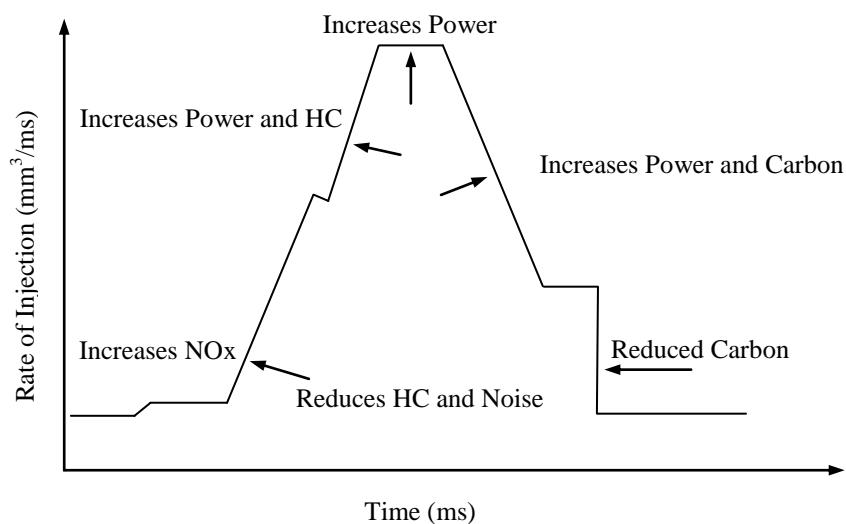 Increases Power
Increases Power and HC
Increases Power and Carbon
Rate of Injection (mm³/ms)
Increases NOx
Reduced Carbon
Reduces HC and Noise
Time (ms)